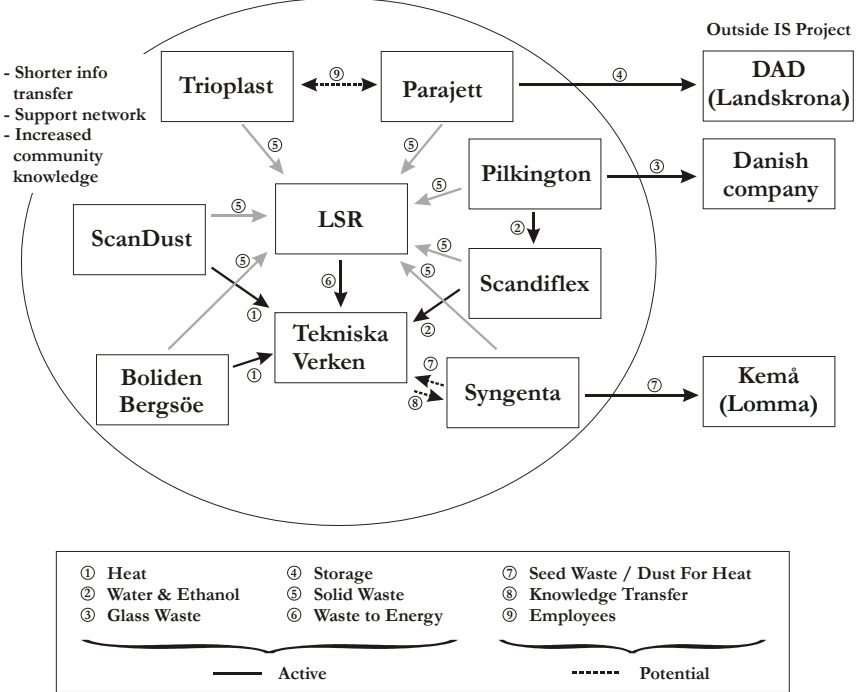 Outside IS Project
- Shorter info
transfer
- Support network
- Increased
community
knowledge
Trioplast
⑨
Parajett
④
DAD
(Landskrona)
⑤
⑤
Pilkington
③
Danish
company
⑤
LSR
②
ScanDust
⑤
⑤
Scandiflex
⑤
⑤
⑥
①
②
Tekniska
Verken
Boliden
Bergsöe
①
⑦
⑧
Syngenta
⑦
Kemå
(Lomma)
① Heat
② Water & Ethanol
③ Glass Waste
④ Storage
⑤ Solid Waste
⑥ Waste to Energy
⑦ Seed Waste / Dust For Heat
⑧ Knowledge Transfer
⑨ Employees
Active
Potential